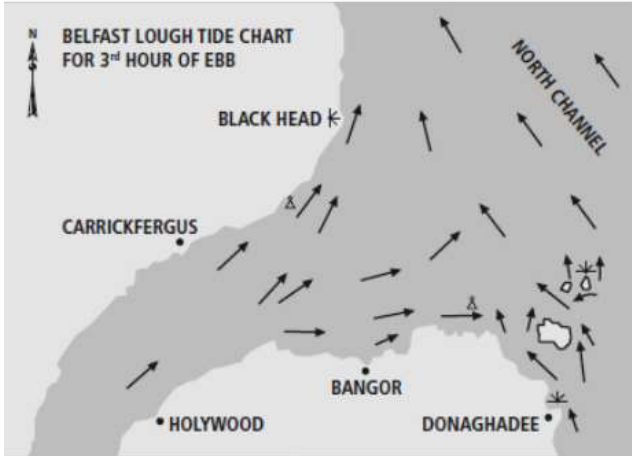 N
BELFAST LOUGH TIDE CHART
FOR 3rd HOUR OF EBB
NORTH CHANNEL
BLACK HEAD
CARRICKFERGUS
BANGOR
HOLYWOOD
DONAGHADEE